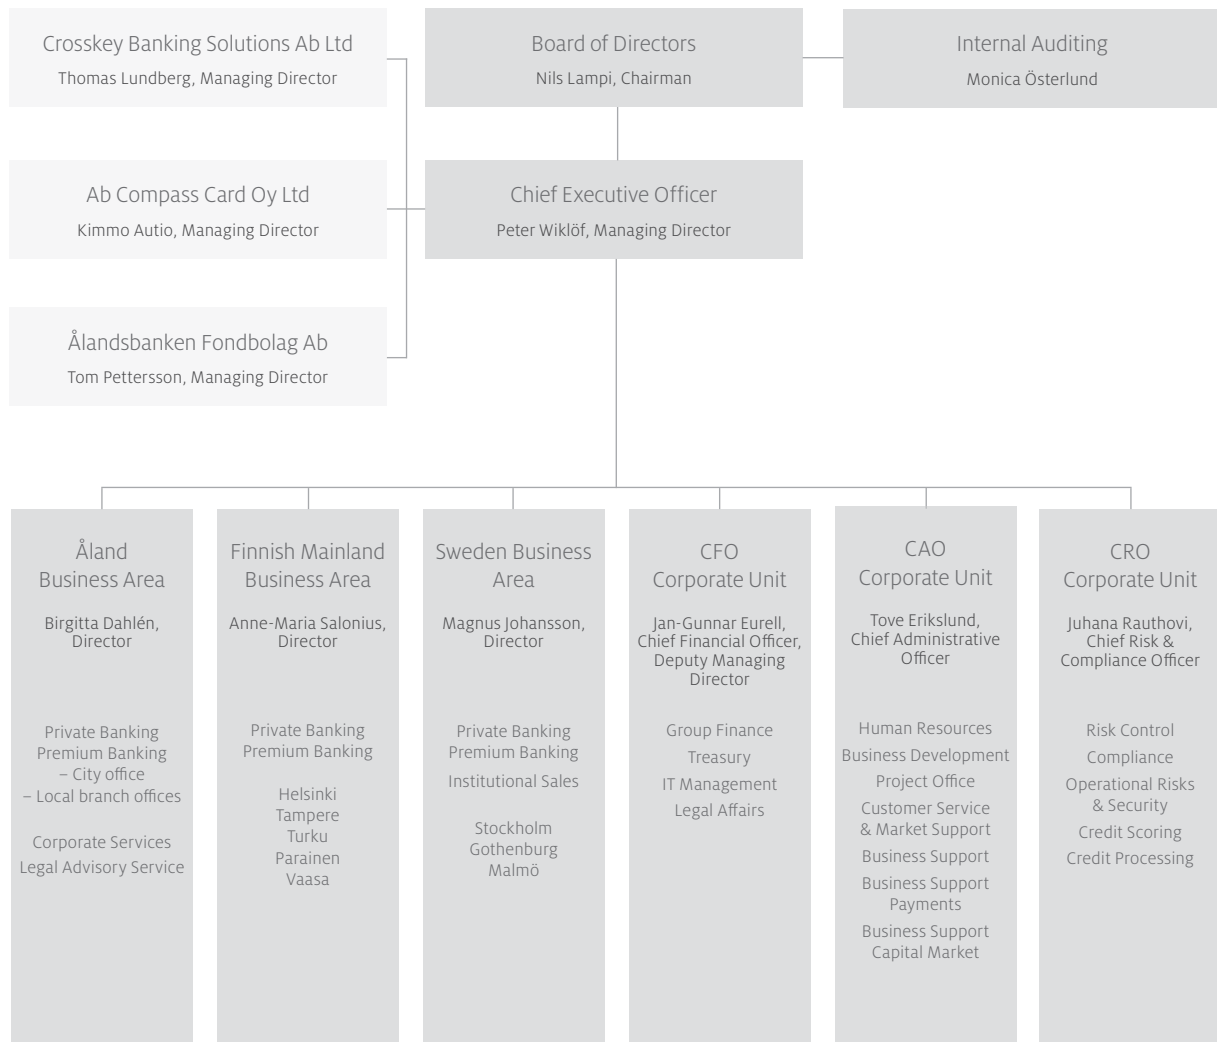 Crosskey Banking Solutions Ab Ltd
Thomas Lundberg, Managing Director
Board of Directors
Nils Lampi, Chairman
Internal Auditing
Monica Österlund
Ab Compass Card Oy Ltd
Kimmo Autio, Managing Director
Chief Executive Officer
Peter Wiklöf, Managing Director
Ålandsbanken Fondbolag Ab
Tom Pettersson, Managing Director
Åland
Business Area
Birgitta Dahlén,
Director
Private Banking
Premium Banking
– City office
– Local branch offices
Corporate Services
Legal Advisory Service
Finnish Mainland
Business Area
Anne-Maria Salonius,
Director
Private Banking
Premium Banking
Helsinki
Tampere
Turku
Parainen
Vaasa
Sweden Business
Area
Magnus Johansson,
Director
Private Banking
Premium Banking
Institutional Sales
Stockholm
Gothenburg
Malmö
CFO
Corporate Unit
Jan-Gunnar Eurell,
Chief Financial Officer,
Deputy Managing
Director
Group Finance
Treasury
IT Management
Legal Affairs
CAO
Corporate Unit
Tove Erikslund,
Chief Administrative
Officer
Human Resources
Business Development
Project Office
Customer Service
& Market Support
Business Support
Business Support
Payments
Business Support
Capital Market
CRO
Corporate Unit
Juhana Rauthovi,
Chief Risk &
Compliance Officer
Risk Control
Compliance
Operational Risks
& Security
Credit Scoring
Credit Processing